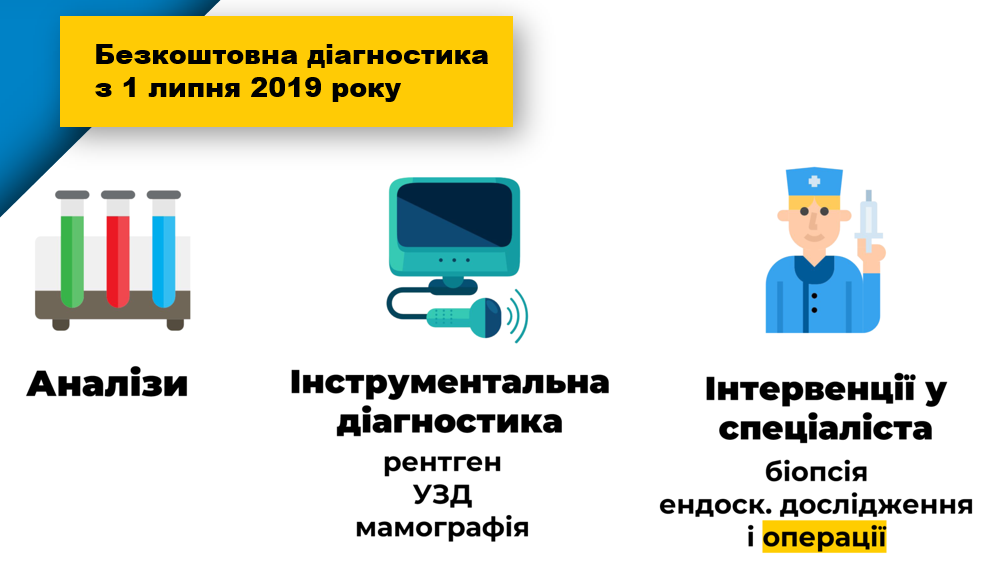 Безкоштовна діагностика
з 1 липня 2019 року
Аналізи
Інструментальна
діагностика
рентген
УЗД
мамографія
Інтервенції у
спеціаліста
біопсія
ендоск. дослідження
і операції